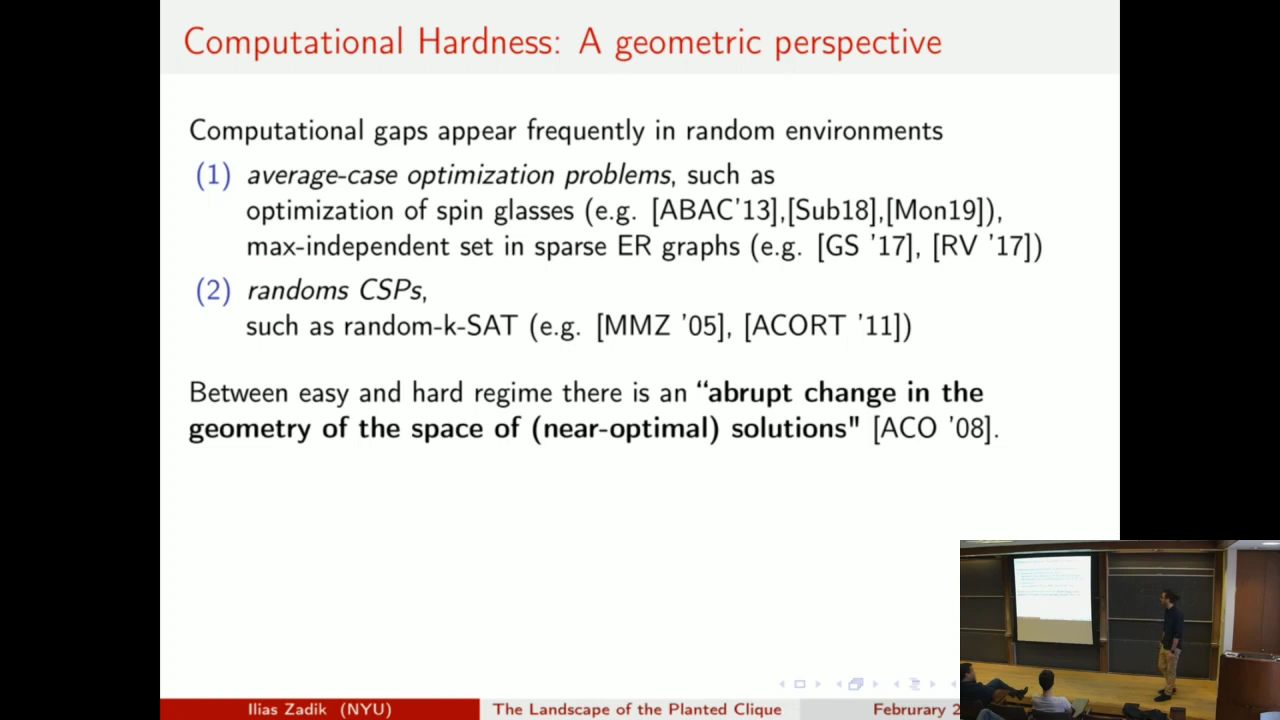 Computational Hardness: A geometric perspective
Computational gaps appear frequently in random environments
(1) average-case optimization problems, such as
optimization of spin glasses (e.g. [ABAC'13],[Sub18],[Mon19]),
max-independent set in sparse ER graphs (e.g. [GS '17], [RV '17])
(2) randoms CSPs,
such as random-k-SAT (e.g. [MMZ '05], [ACORT '11])
Between easy and hard regime there is an “abrupt change in the
geometry of the space of (near-optimal) solutions" [ACO '08].
Ilias Zadik (NYU)
The Landscape of the Planted Clique
Februrary 2